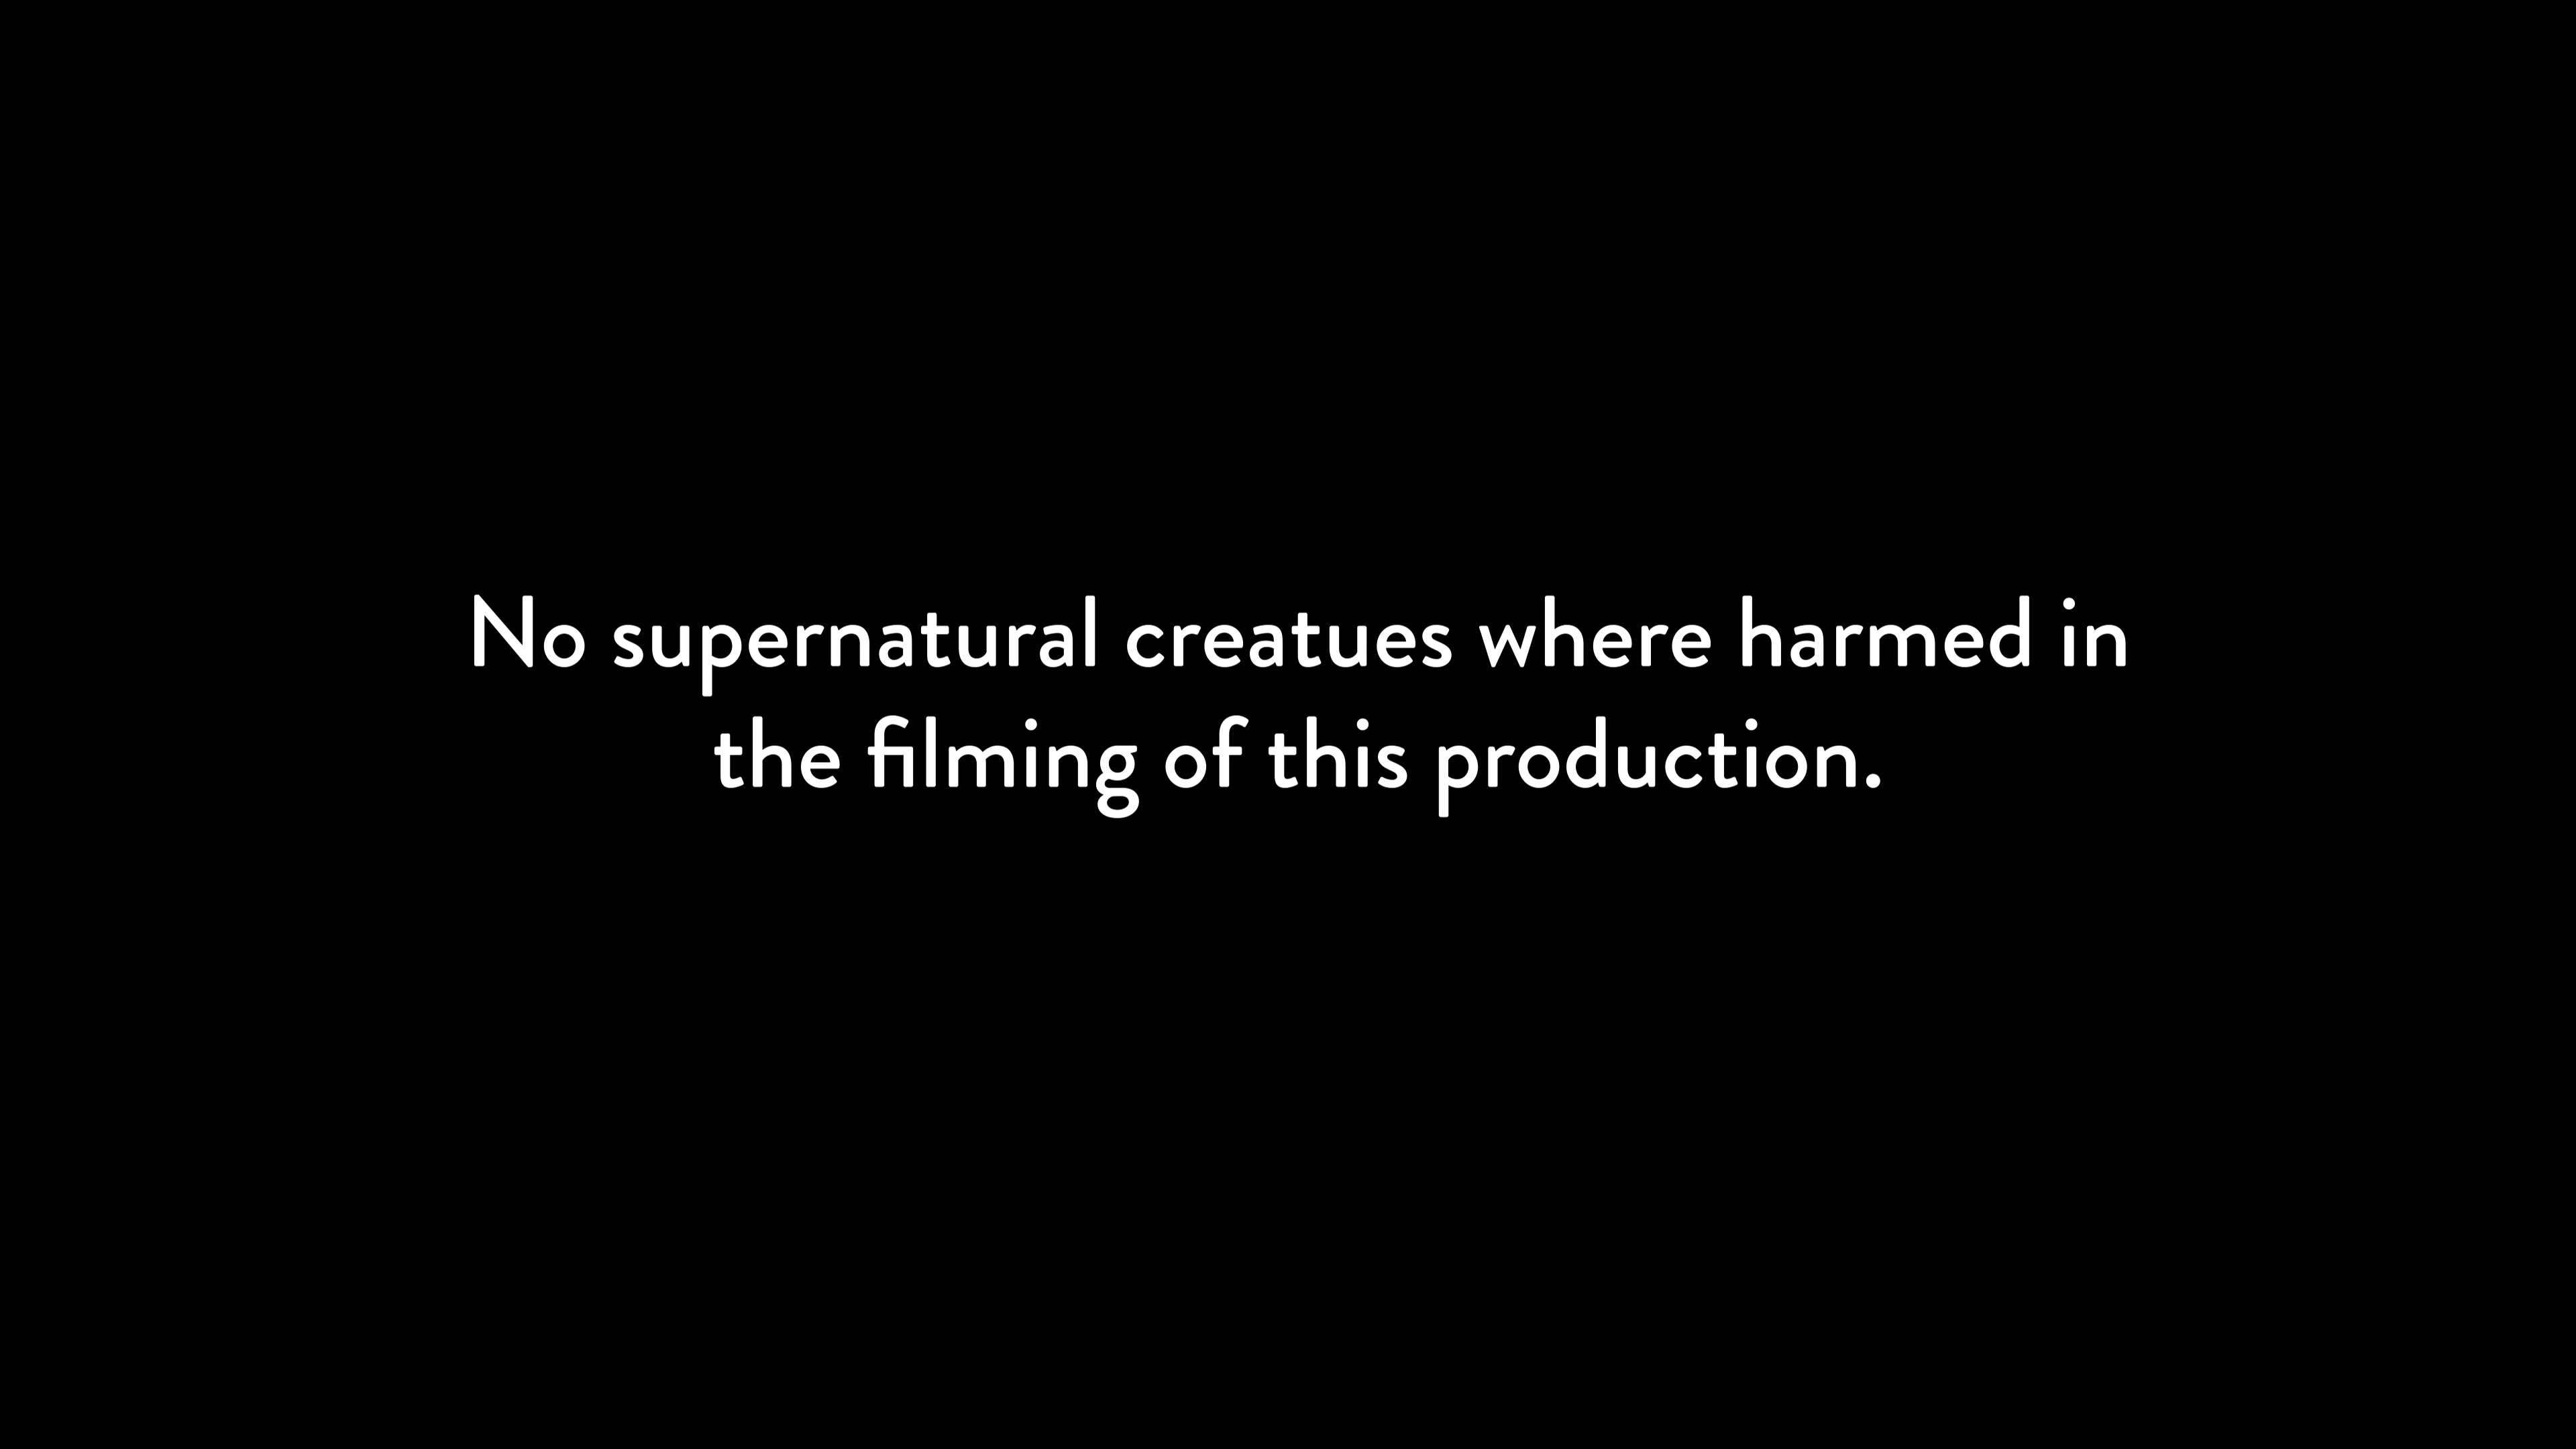 No supernatural creatues where harmed in
the filming of this production.